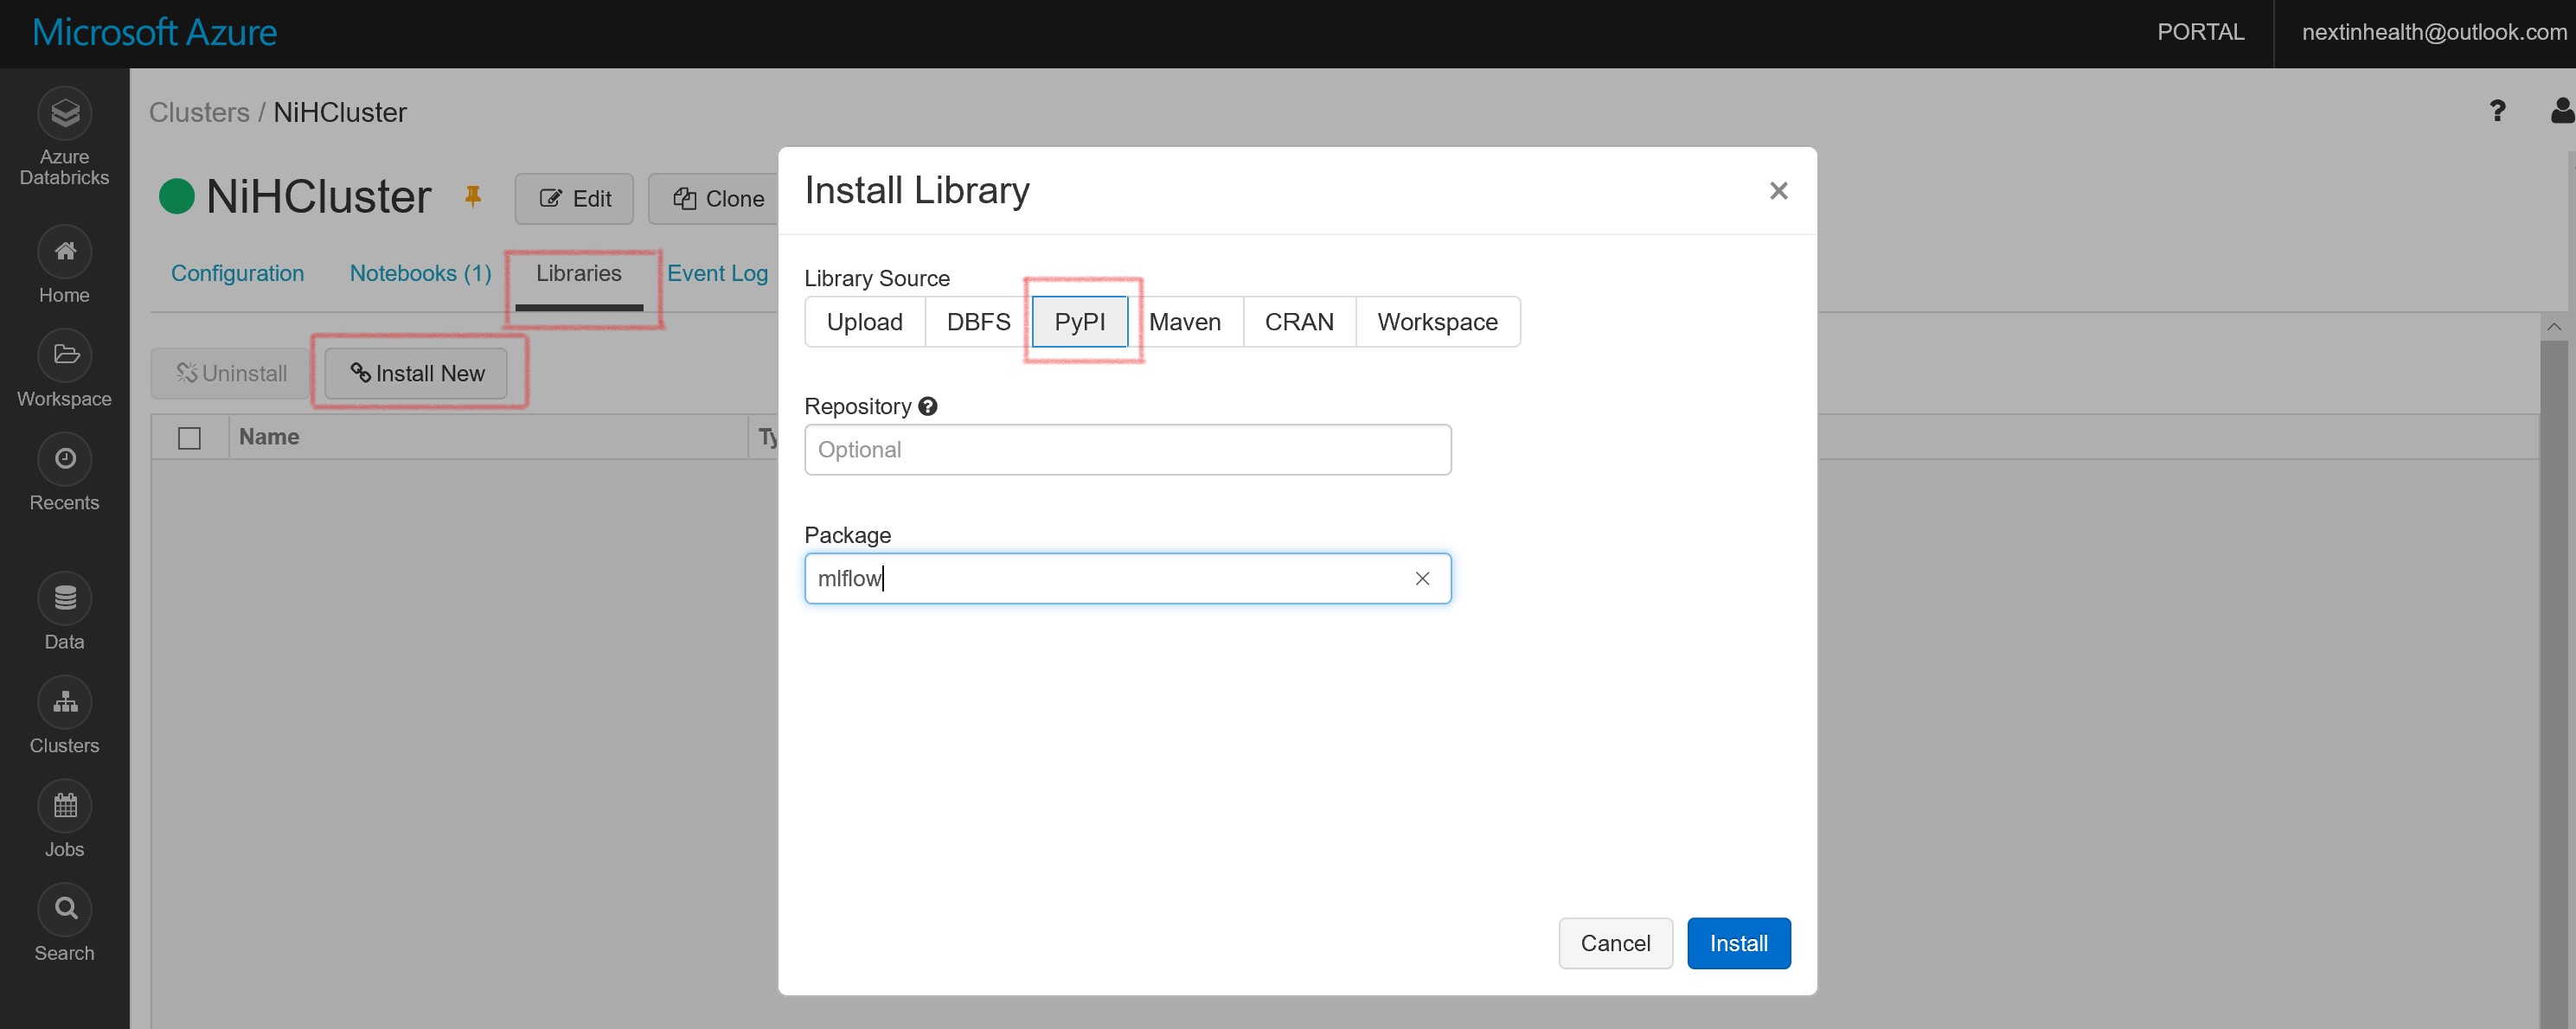 Microsoft Azure
PORTAL
nextinhealth@outlook.com
Azure
Databricks
Home
Workspace
Recents
Data
Clusters
Jobs
Search
Clusters / NiHCluster
?
NiHCluster
Edit
Clone
Configuration
Notebooks (1)
Libraries
Event Log
Uninstall
Install New
Name
Install Library
×
Library Source
Upload
DBFS
PyPI
Maven
CRAN
Workspace
Repository ?
Optional
Package
mlflow
Cancel
Install